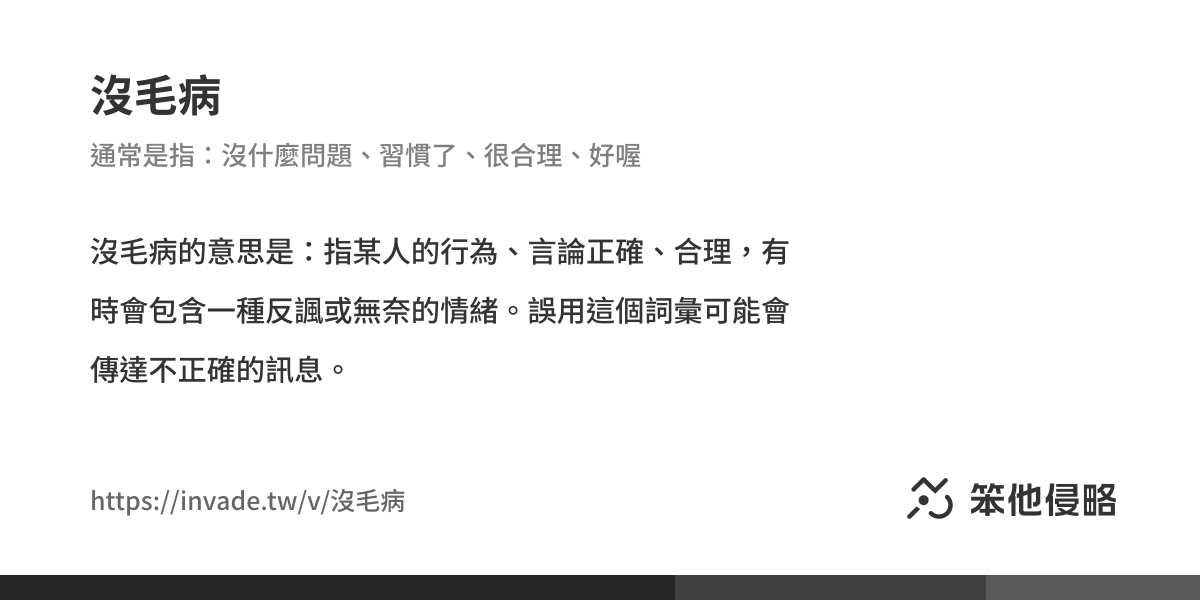 沒毛病
通常是指：沒什麼問題、習慣了、很合理、好喔
沒毛病的意思是：指某人的行為、言論正確、合理，有
時會包含一種反諷或無奈的情緒。誤用這個詞彙可能會
傳達不正確的訊息。
https://invade.tw/v/沒毛病
笨他侵略